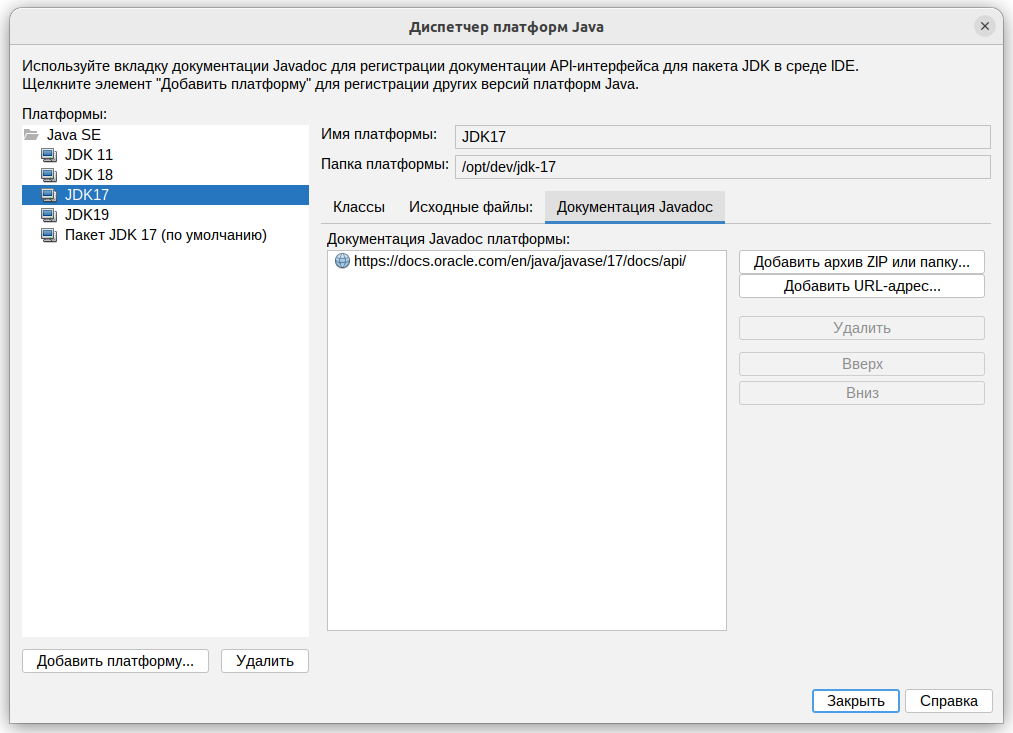 Диспетчер платформ Java
Используйте вкладку документации Javadoc для регистрации документации API-интерфейса для пакета JDK в среде IDE.
Щелкните элемент "Добавить платформу" для регистрации других версий платформ Java.
Платформы:
Java SE
JDK 11
JDK 18
JDK17
JDK19
Пакет JDK 17 (по умолчанию)
Добавить платформу...
Удалить
Имя платформы:
JDK17
Папка платформы:
/opt/dev/jdk-17
Классы
Исходные файлы:
Документация Javadoc
Документация Javadoc платформы:
https://docs.oracle.com/en/java/javase/17/docs/api/
Добавить архив ZIP или папку...
Добавить URL-адрес...
Удалить
Вверх
Вниз
Закрыть
Справка